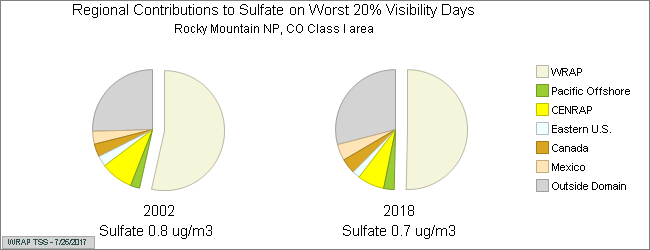 Regional Contributions to Sulfate on Worst 20% Visibility Days
Rocky Mountain NP, CO Class I area
WRAP
Pacific Offshore
CENRAP
Eastern U.S.
Canada
Mexico
Outside Domain
2002
Sulfate 0.8 ug/m3
2018
Sulfate 0.7 ug/m3
WRAP TSS - 7/26/2017